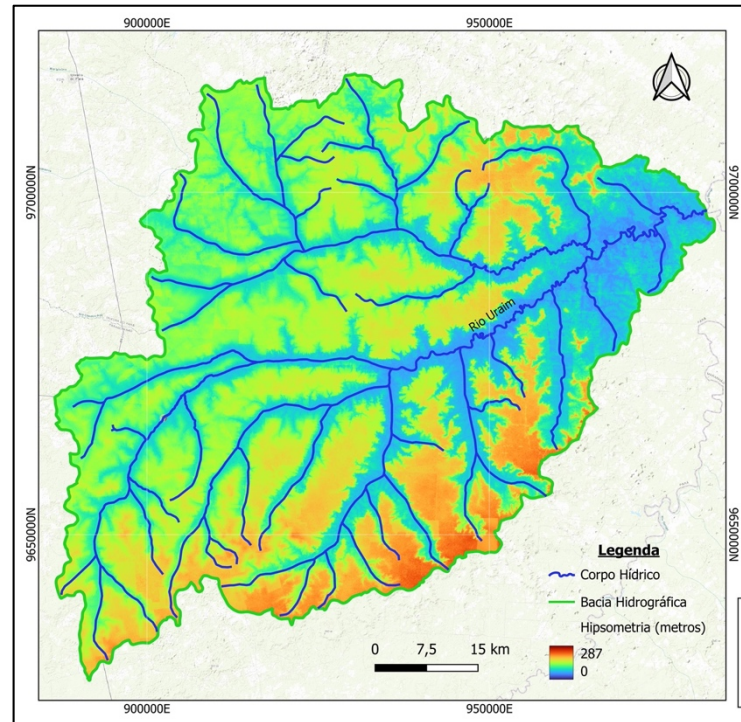 900000E 950000E
9700000N 9700000N
Rio Uraim
9650000N 9650000N
Legenda
Corpo Hídrico
Bacia Hidrográfica
Hipsometria (metros)
287
0
0 7,5 15 km
900000E 950000E